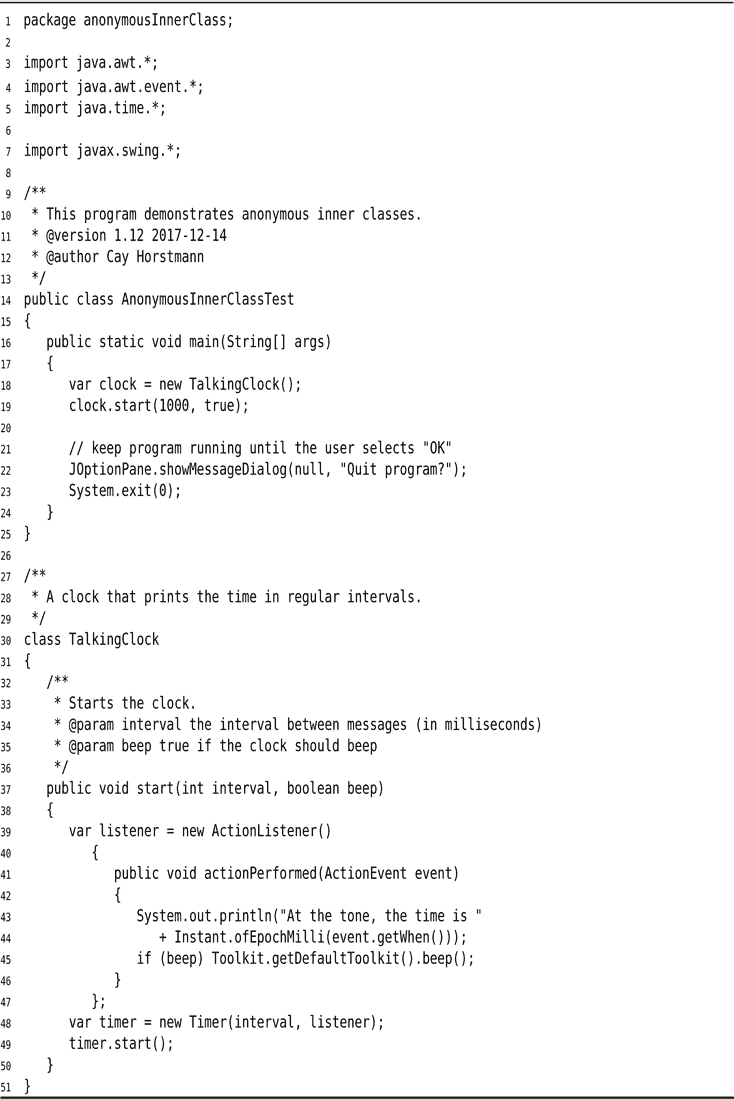 1 package anonymousInnerClass;
2
3 import java.awt.*;
4 import java.awt.event.*;
5 import java.time.*;
6
7 import javax.swing.*;
8
9 /**
10  * This program demonstrates anonymous inner classes.
11  * @version 1.12 2017-12-14
12  * @author Cay Horstmann
13  */
14 public class AnonymousInnerClassTest
15 {
16    public static void main(String[] args)
17    {
18       var clock = new TalkingClock();
19       clock.start(1000, true);
20
21       // keep program running until the user selects "OK"
22       JOptionPane.showMessageDialog(null, "Quit program?");
23       System.exit(0);
24    }
25 }
26
27 /**
28  * A clock that prints the time in regular intervals.
29  */
30 class TalkingClock
31 {
32    /**
33     * Starts the clock.
34     * @param interval the interval between messages (in milliseconds)
35     * @param beep true if the clock should beep
36     */
37    public void start(int interval, boolean beep)
38    {
39       var listener = new ActionListener()
40          {
41             public void actionPerformed(ActionEvent event)
42             {
43                System.out.println("At the tone, the time is "
44                   + Instant.ofEpochMilli(event.getWhen()));
45                if (beep) Toolkit.getDefaultToolkit().beep();
46             }
47          };
48       var timer = new Timer(interval, listener);
49       timer.start();
50    }
51 }